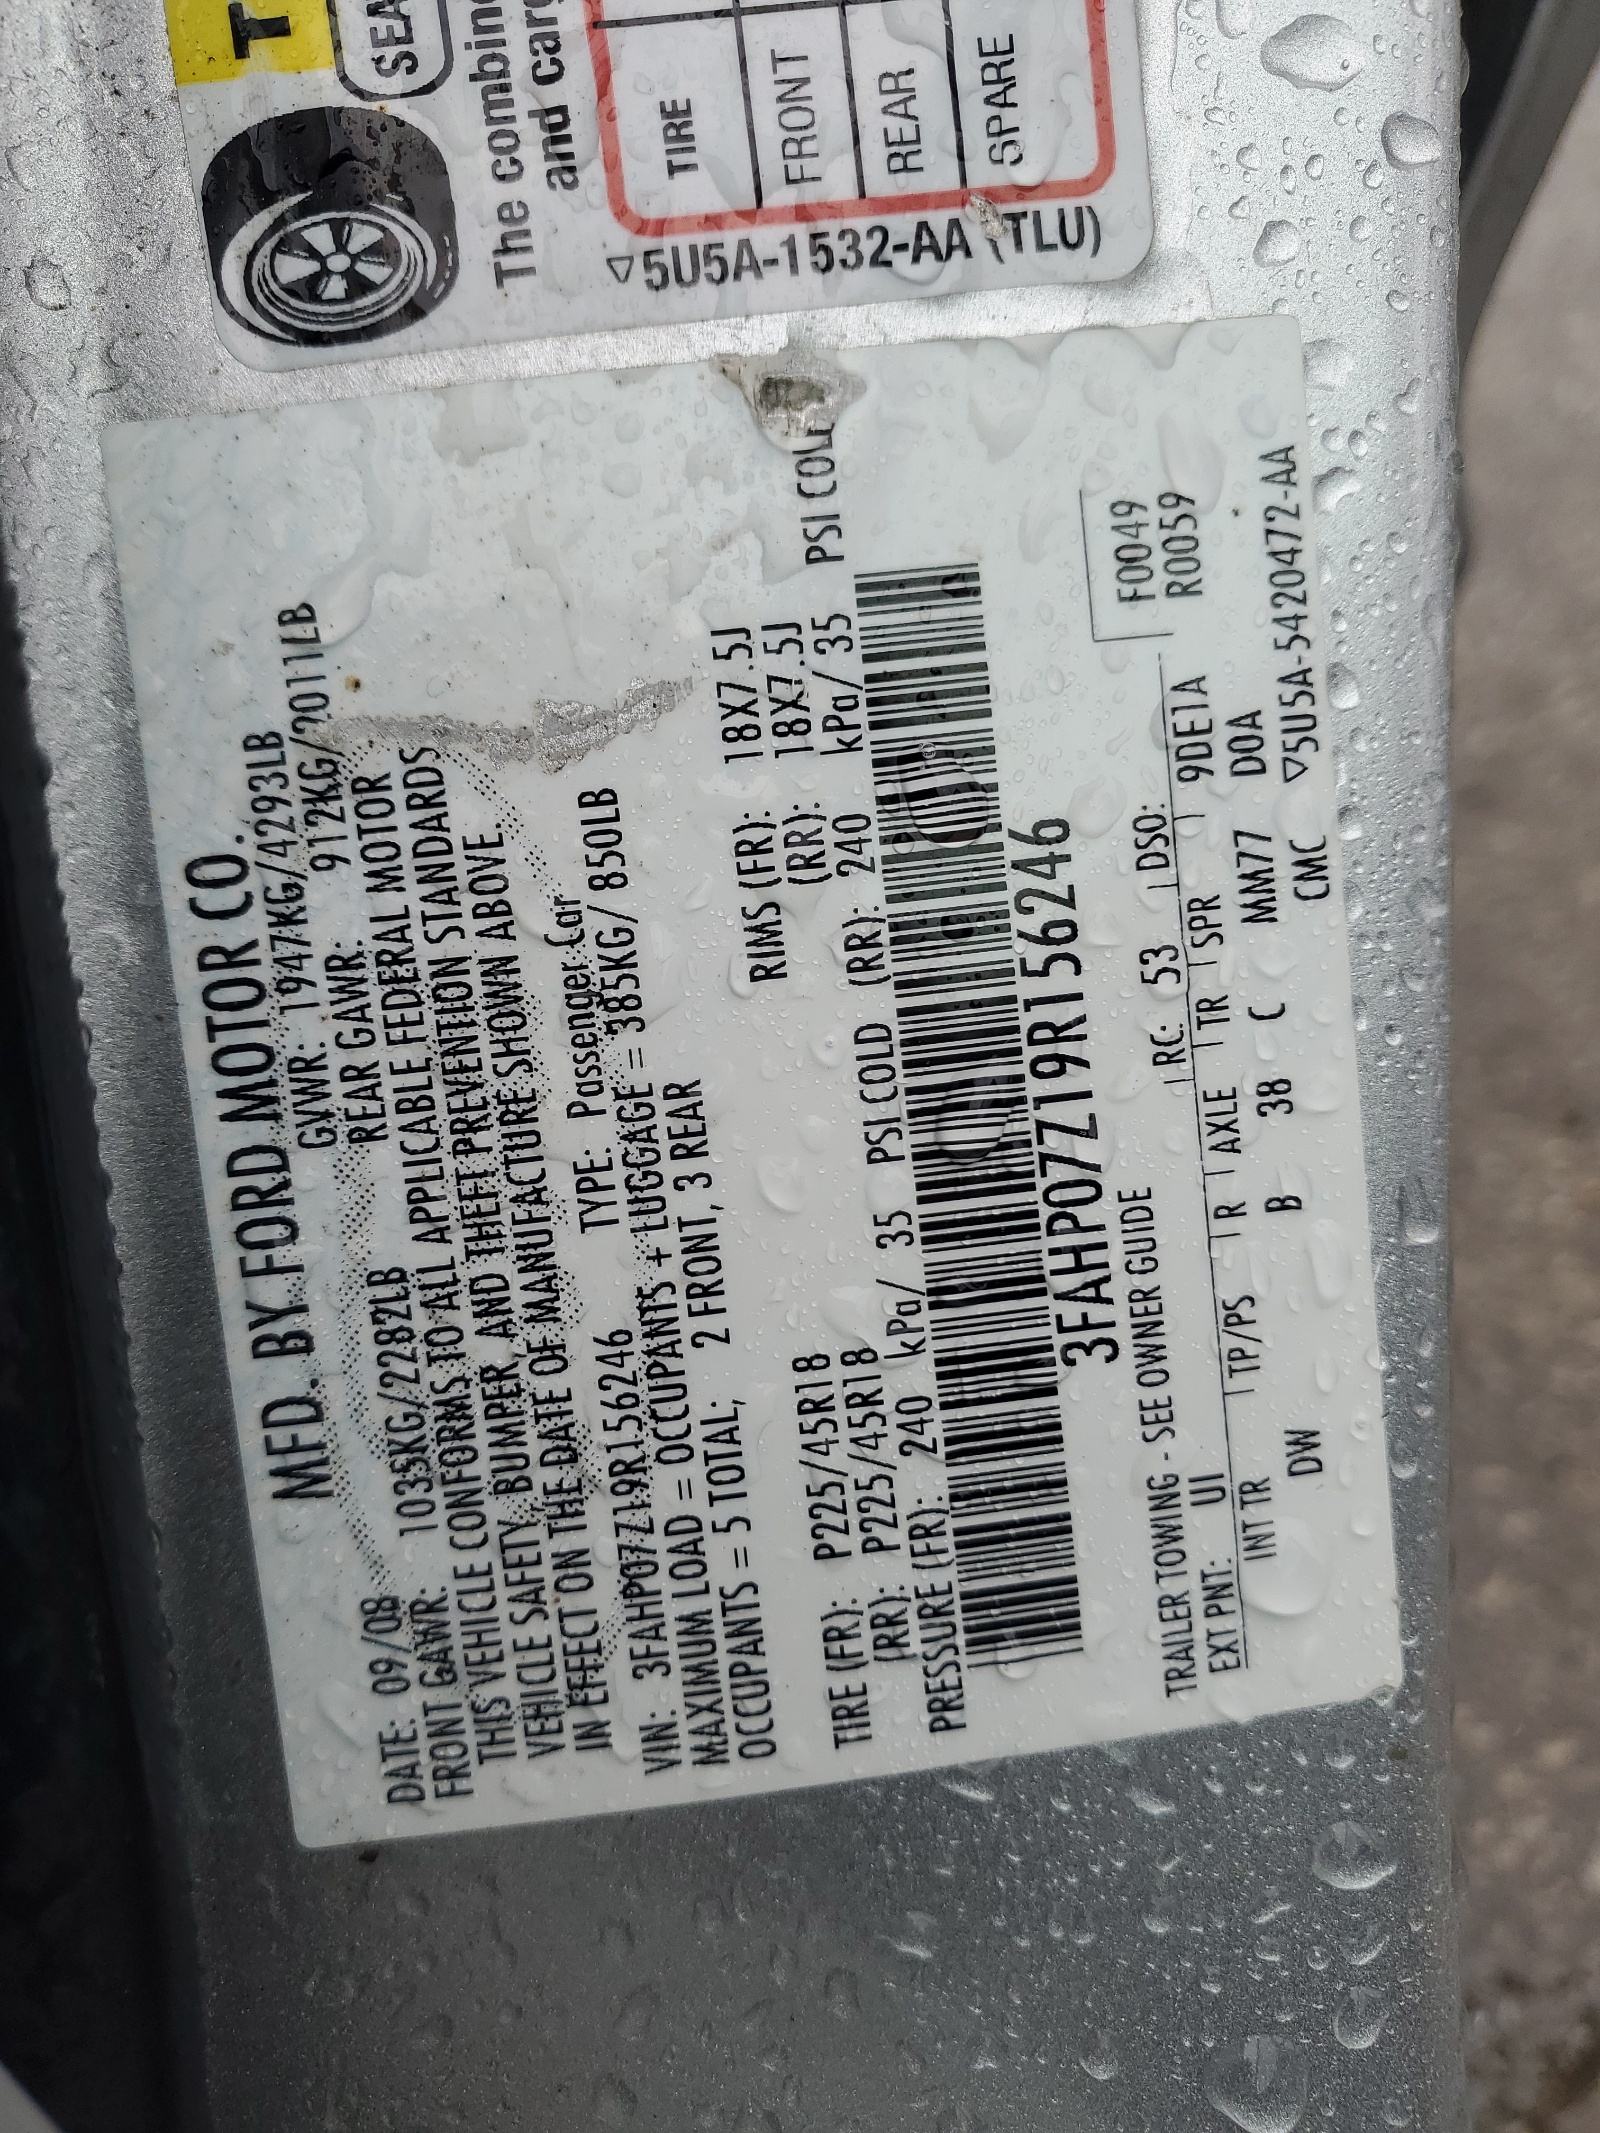 T
SEA
The combine
and carg
TIRE
FRONT
REAR
SPARE
▽5U5A-1532-AA (TLU)
MFD. BY FORD MOTOR CO.
DATE: 09/08 GVWR: 1947KG/4293LB
FRONT GAWR: 1035KG/2282LB REAR GAWR: 912KG/2011LB
THIS VEHICLE CONFORMS TO ALL APPLICABLE FEDERAL MOTOR
VEHICLE SAFETY, BUMPER, AND THEFT PREVENTION STANDARDS
IN EFFECT ON THE DATE OF MANUFACTURE SHOWN ABOVE.
VIN: 3FAHP07Z19R156246 TYPE: Passenger Car
MAXIMUM LOAD = OCCUPANTS + LUGGAGE = 385KG/ 850LB
OCCUPANTS = 5 TOTAL; 2 FRONT, 3 REAR
TIRE (FR): P225/45R18 RIMS (FR): 18X7.5J
(RR): P225/45R18 (RR): 18X7.5J
PRESSURE (FR): 240 kPa/ 35 PSI COLD (RR): 240 kPa/ 35 PSI COLD
3FAHP07Z19R156246
F0049
R0059
TRAILER TOWING - SEE OWNER GUIDE
EXT PNT: UI RC: 53 DSO:
INT TR TP/PS R AXLE TR SPR 9DE1A
DW B 38 C MM77 D0A
CMC ▽5U5A-5420472-AA